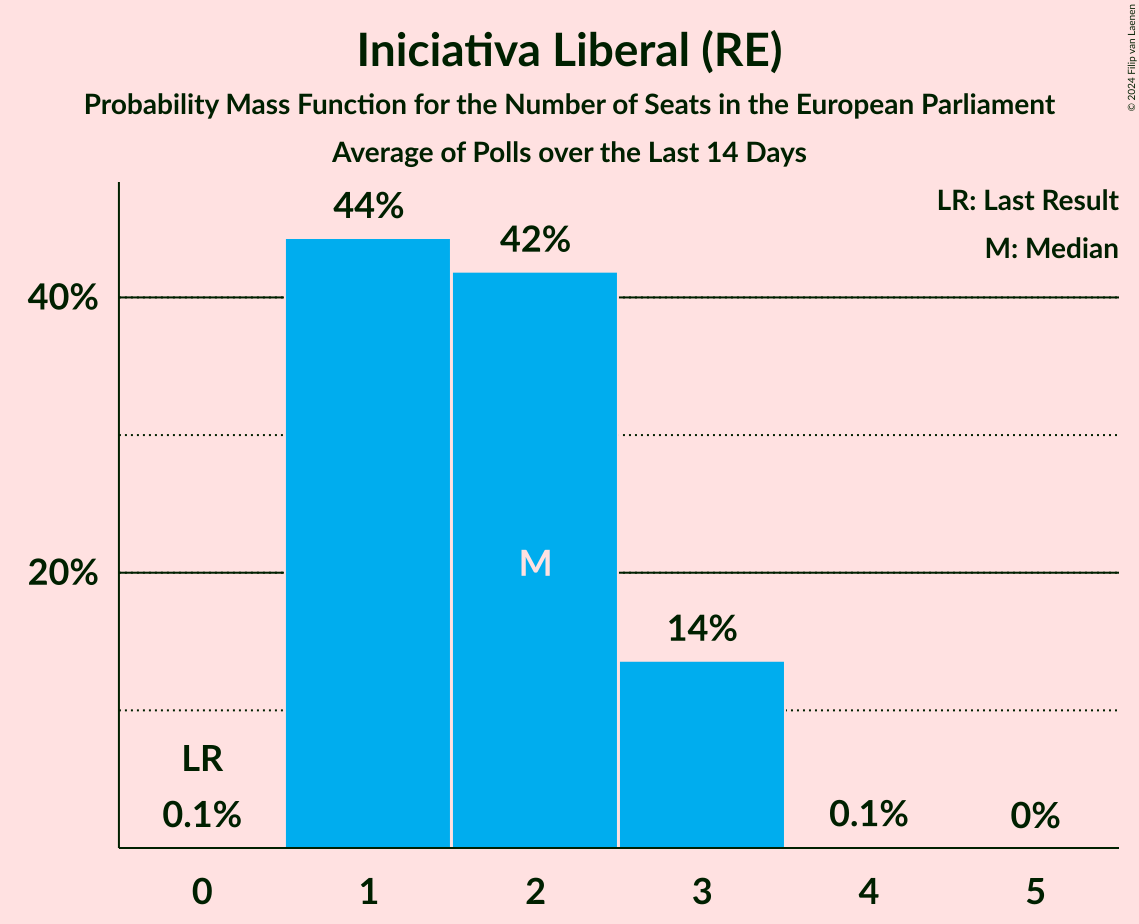 Iniciativa Liberal (RE)
Probability Mass Function for the Number of Seats in the European Parliament
Average of Polls over the Last 14 Days
© 2024 Filip van Laenen
LR: Last Result
M: Median
44%
42%
40%
M
20%
14%
LR
0.1%
0.1%
0%
0 1 2 3 4 5